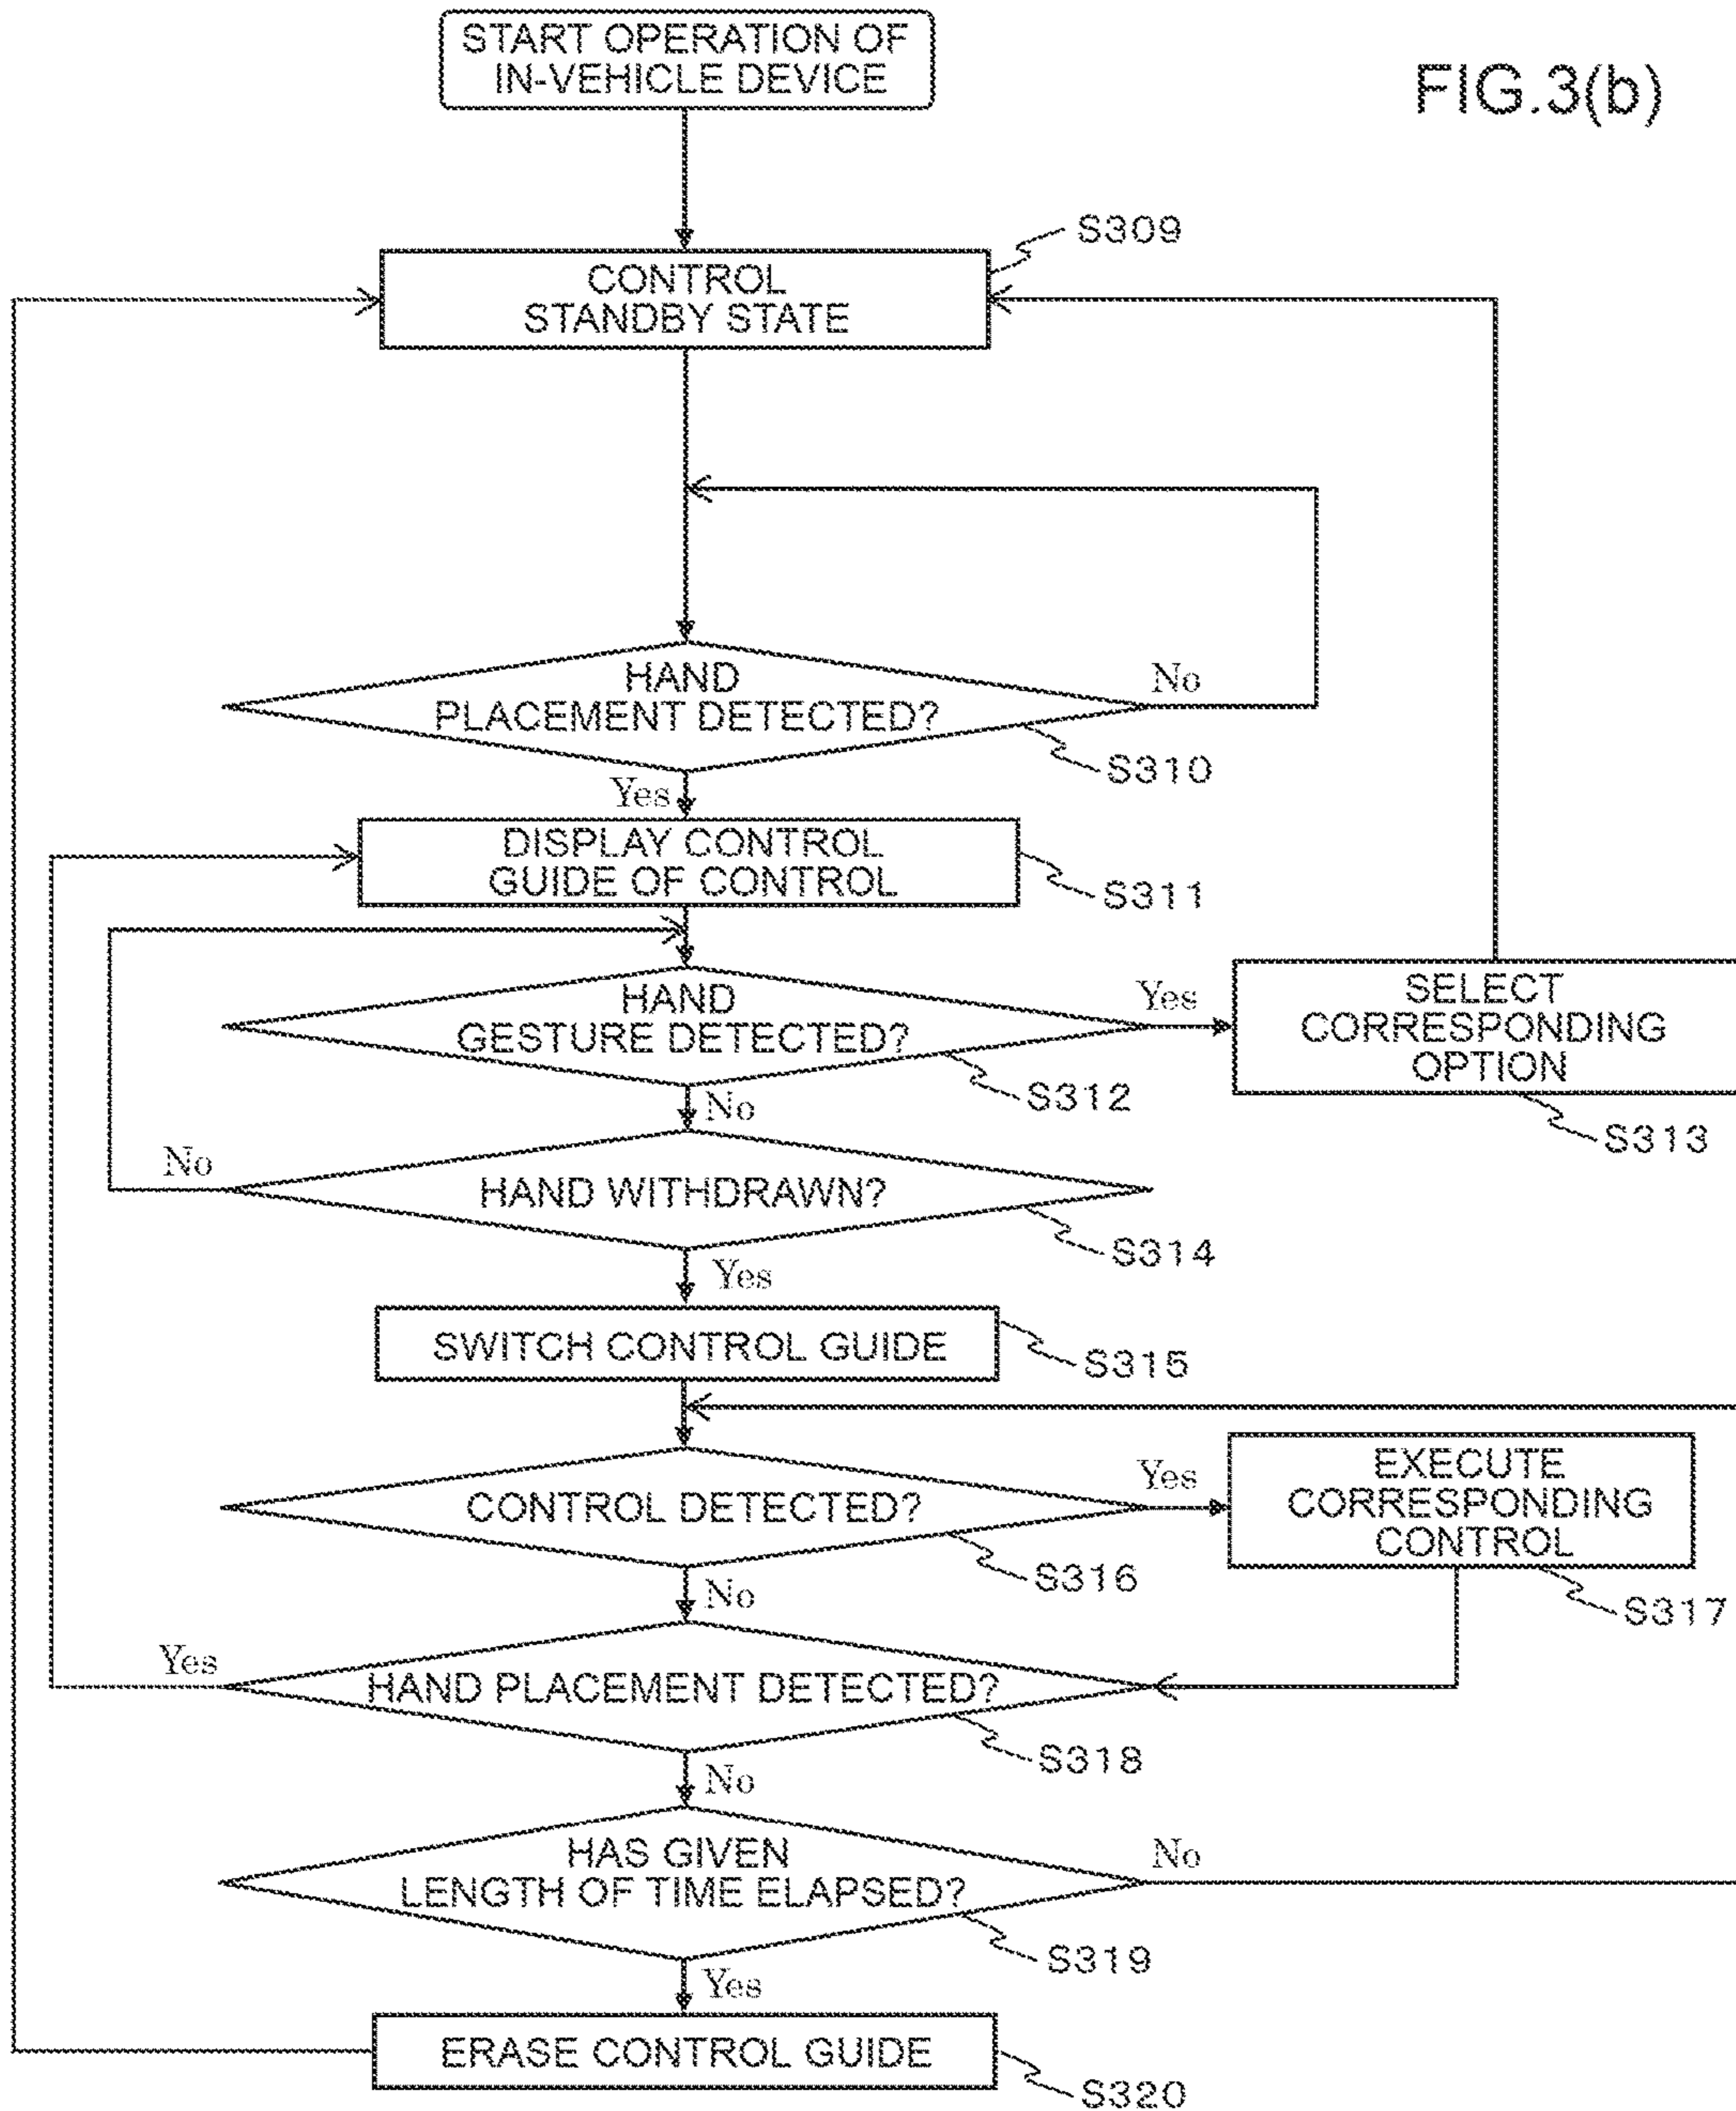 START OPERATION OF
IN-VEHICLE DEVICE
FIG.3(b)
S309
CONTROL
STANDBY STATE
HAND
PLACEMENT DETECTED?
No
S310
Yes
DISPLAY CONTROL
GUIDE OF CONTROL
S311
HAND
GESTURE DETECTED?
Yes
SELECT
CORRESPONDING
OPTION
S312
No
S313
No
HAND WITHDRAWN?
S314
Yes
SWITCH CONTROL GUIDE
S315
CONTROL DETECTED?
Yes
EXECUTE
CORRESPONDING
CONTROL
S316
No
S317
Yes
HAND PLACEMENT DETECTED?
S318
No
HAS GIVEN
LENGTH OF TIME ELAPSED?
No
S319
Yes
ERASE CONTROL GUIDE
S320